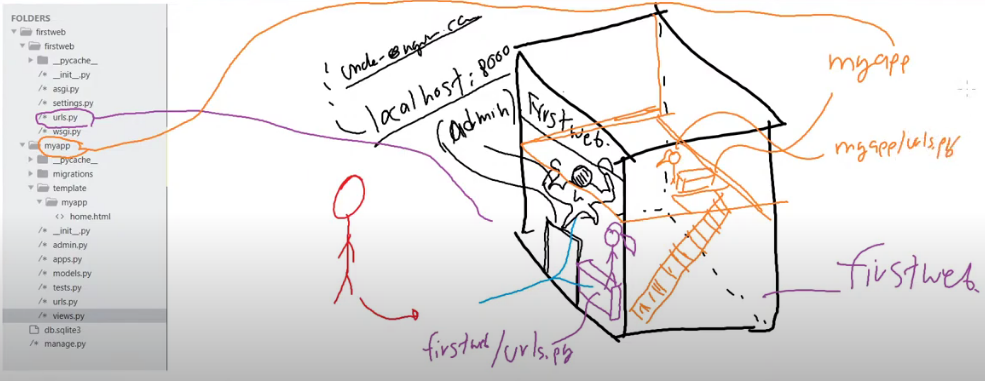 FOLDERS
firstweb
firstweb
__pycache__
__init__.py
asgi.py
settings.py
urls.py
wsgi.py
myapp
__pycache__
migrations
template
myapp
home.html
__init__.py
admin.py
apps.py
models.py
tests.py
urls.py
views.py
db.sqlite3
manage.py
localhost:8000
(admin)
firstweb.
myapp
myapp/urls.py
firstweb
firstweb/urls.py